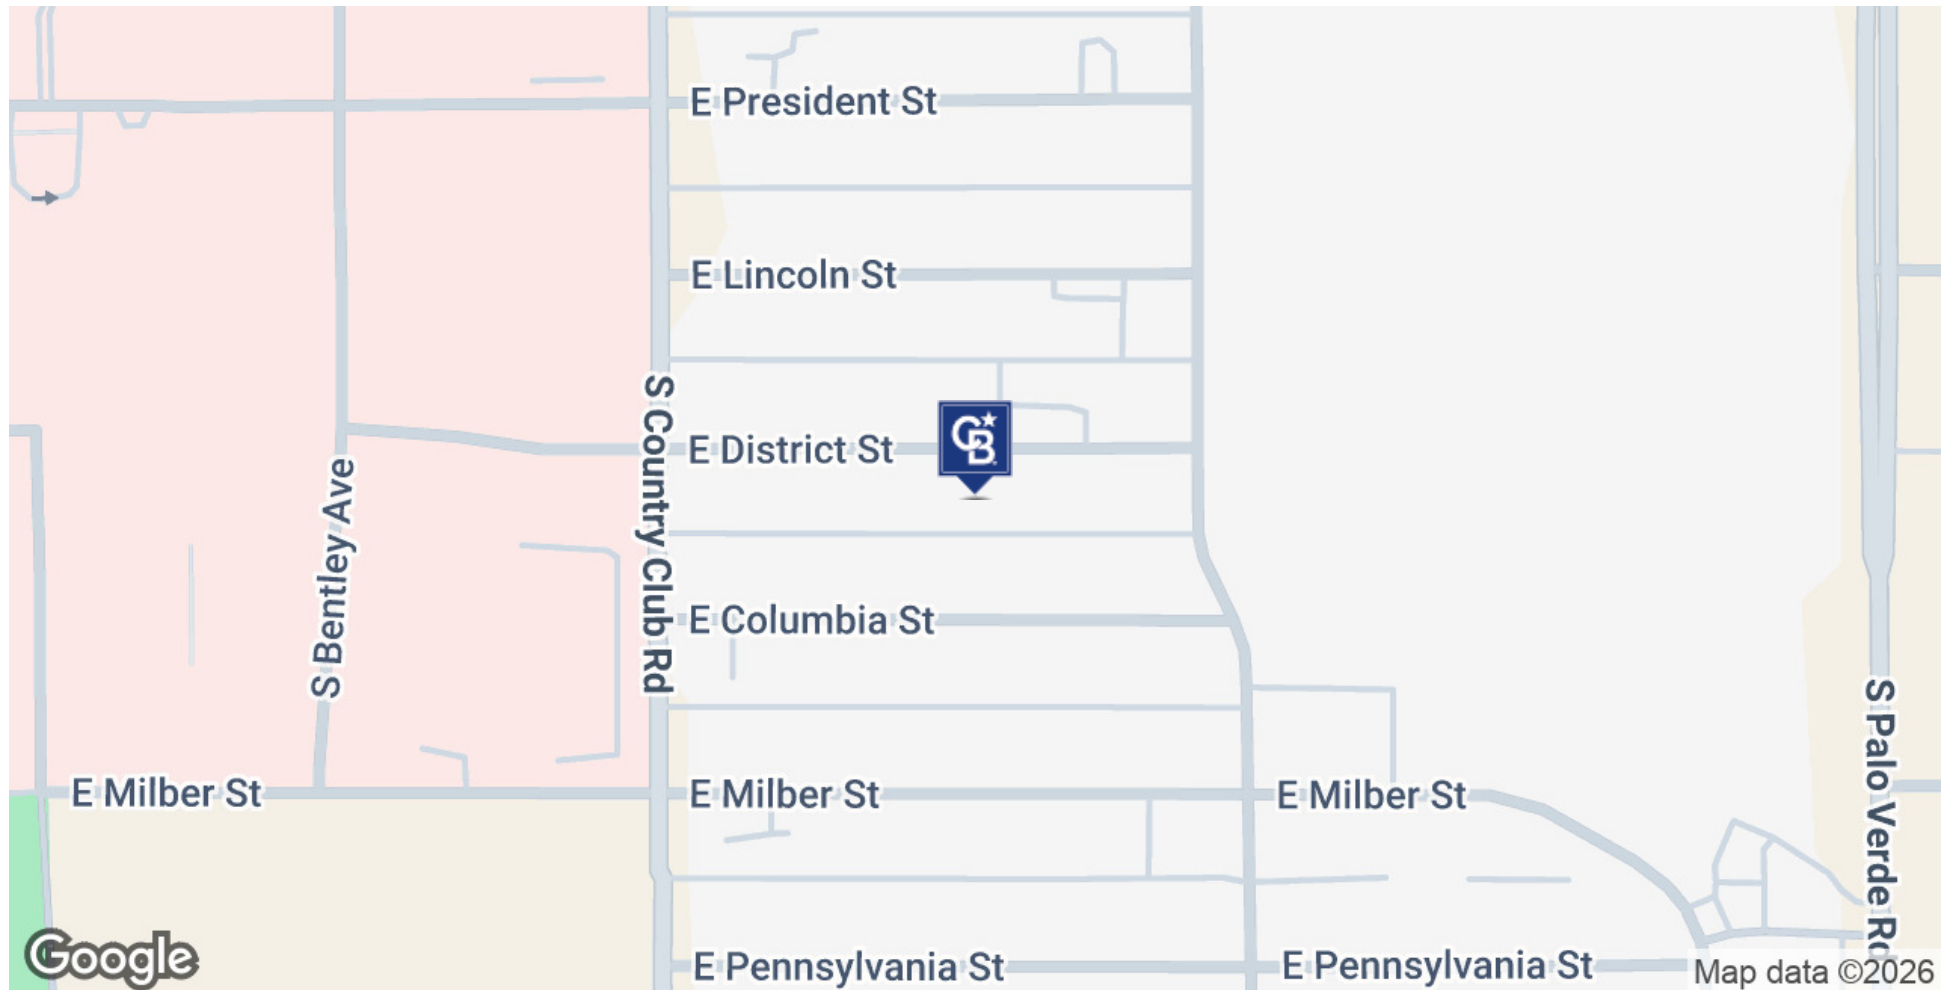 E President St
E Lincoln St
S Country Club Rd
E District St
CB
S Bentley Ave
E Columbia St
S Palo Verde Rd
E Milber St
E Milber St
E Milber St
E Pennsylvania St
E Pennsylvania St
Google
Map data ©2026